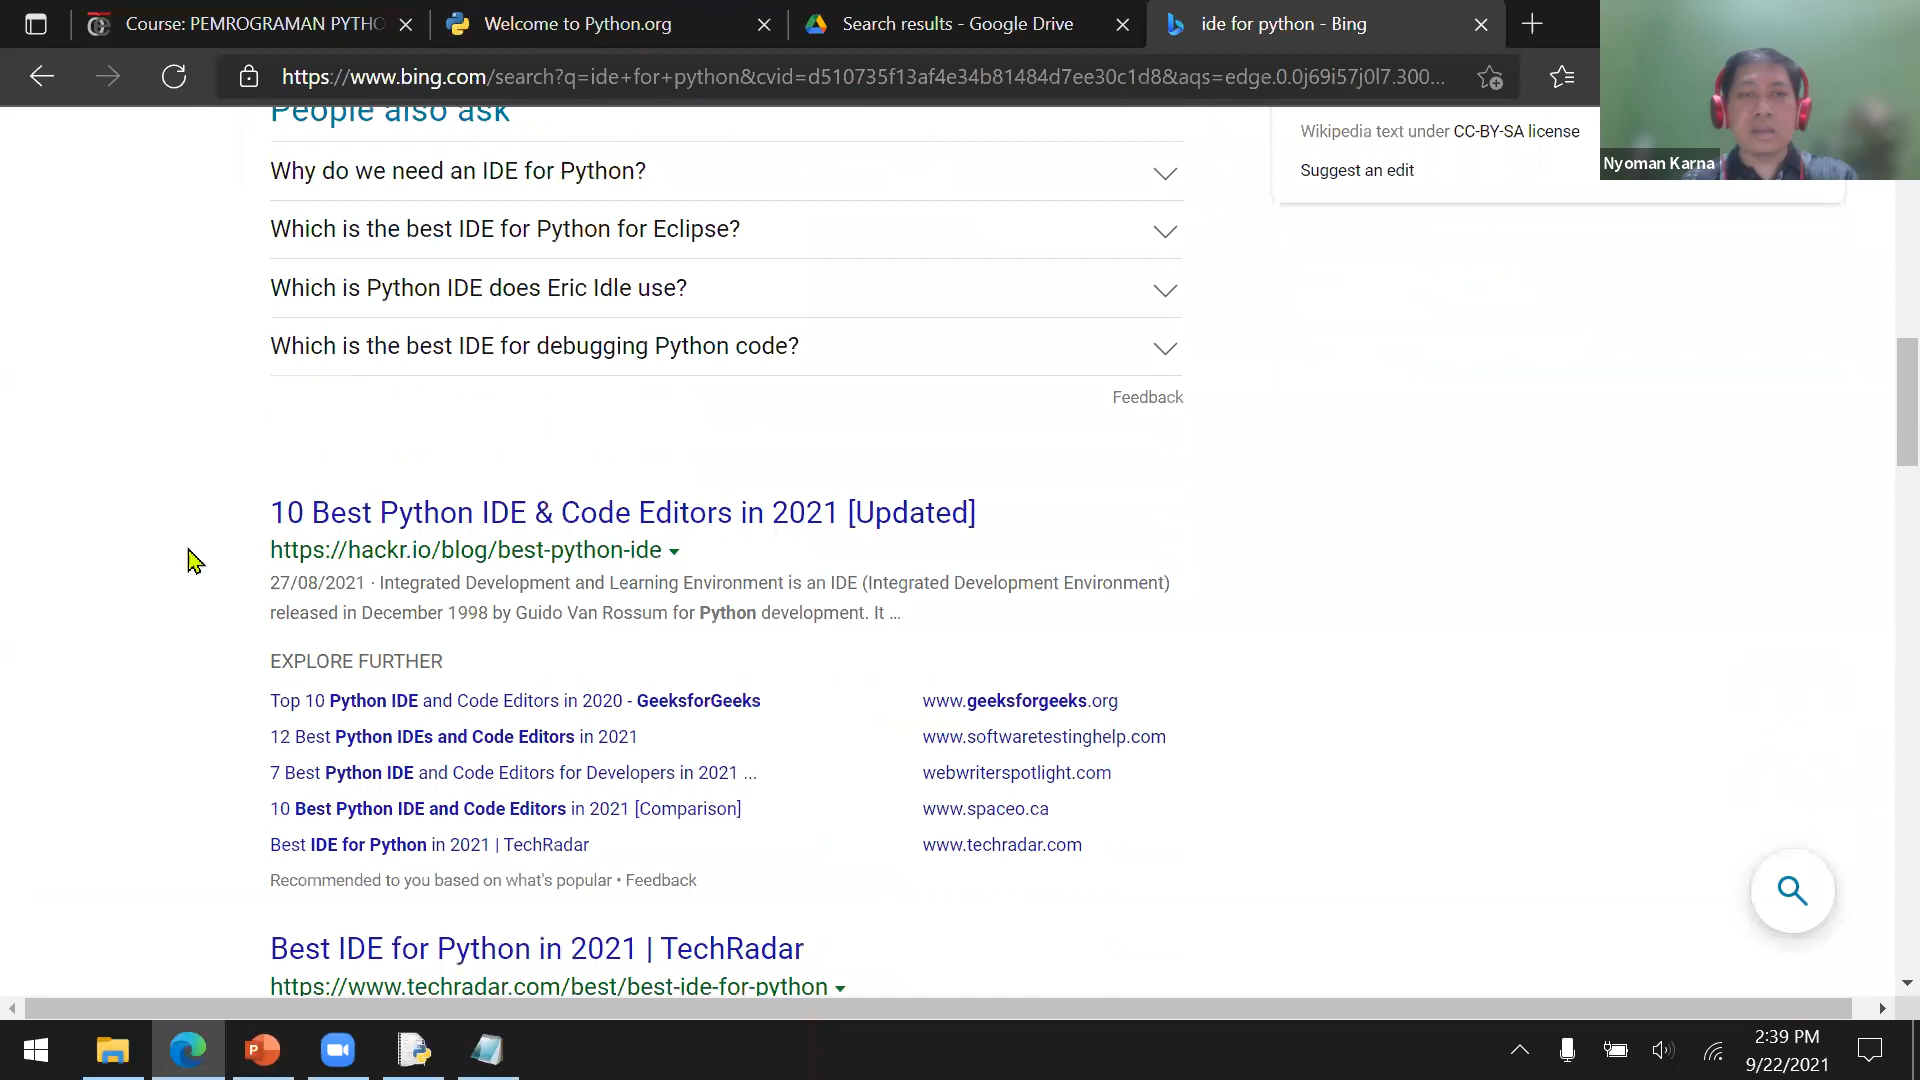 Course: PEMROGRAMAN PYTHO
Welcome to Python.org
Search results - Google Drive
ide for python - Bing
https://www.bing.com/search?q=ide+for+python&cvid=d510735f13af4e34b81484d7ee30c1d8&aqs=edge.0.0j69i57j0l7.300...
Nyoman Karna
People also ask
Why do we need an IDE for Python?
Which is the best IDE for Python for Eclipse?
Which is Python IDE does Eric Idle use?
Which is the best IDE for debugging Python code?
Feedback
Wikipedia text under CC-BY-SA license
Suggest an edit
10 Best Python IDE & Code Editors in 2021 [Updated]
https://hackr.io/blog/best-python-ide
27/08/2021 · Integrated Development and Learning Environment is an IDE (Integrated Development Environment)
released in December 1998 by Guido Van Rossum for Python development. It ...
EXPLORE FURTHER
Top 10 Python IDE and Code Editors in 2020 - GeeksforGeeks www.geeksforgeeks.org
12 Best Python IDEs and Code Editors in 2021 www.softwaretestinghelp.com
7 Best Python IDE and Code Editors for Developers in 2021 ... webwriterspotlight.com
10 Best Python IDE and Code Editors in 2021 [Comparison] www.spaceo.ca
Best IDE for Python in 2021 | TechRadar www.techradar.com
Recommended to you based on what's popular • Feedback
Best IDE for Python in 2021 | TechRadar
https://www.techradar.com/best/best-ide-for-python
2:39 PM
9/22/2021